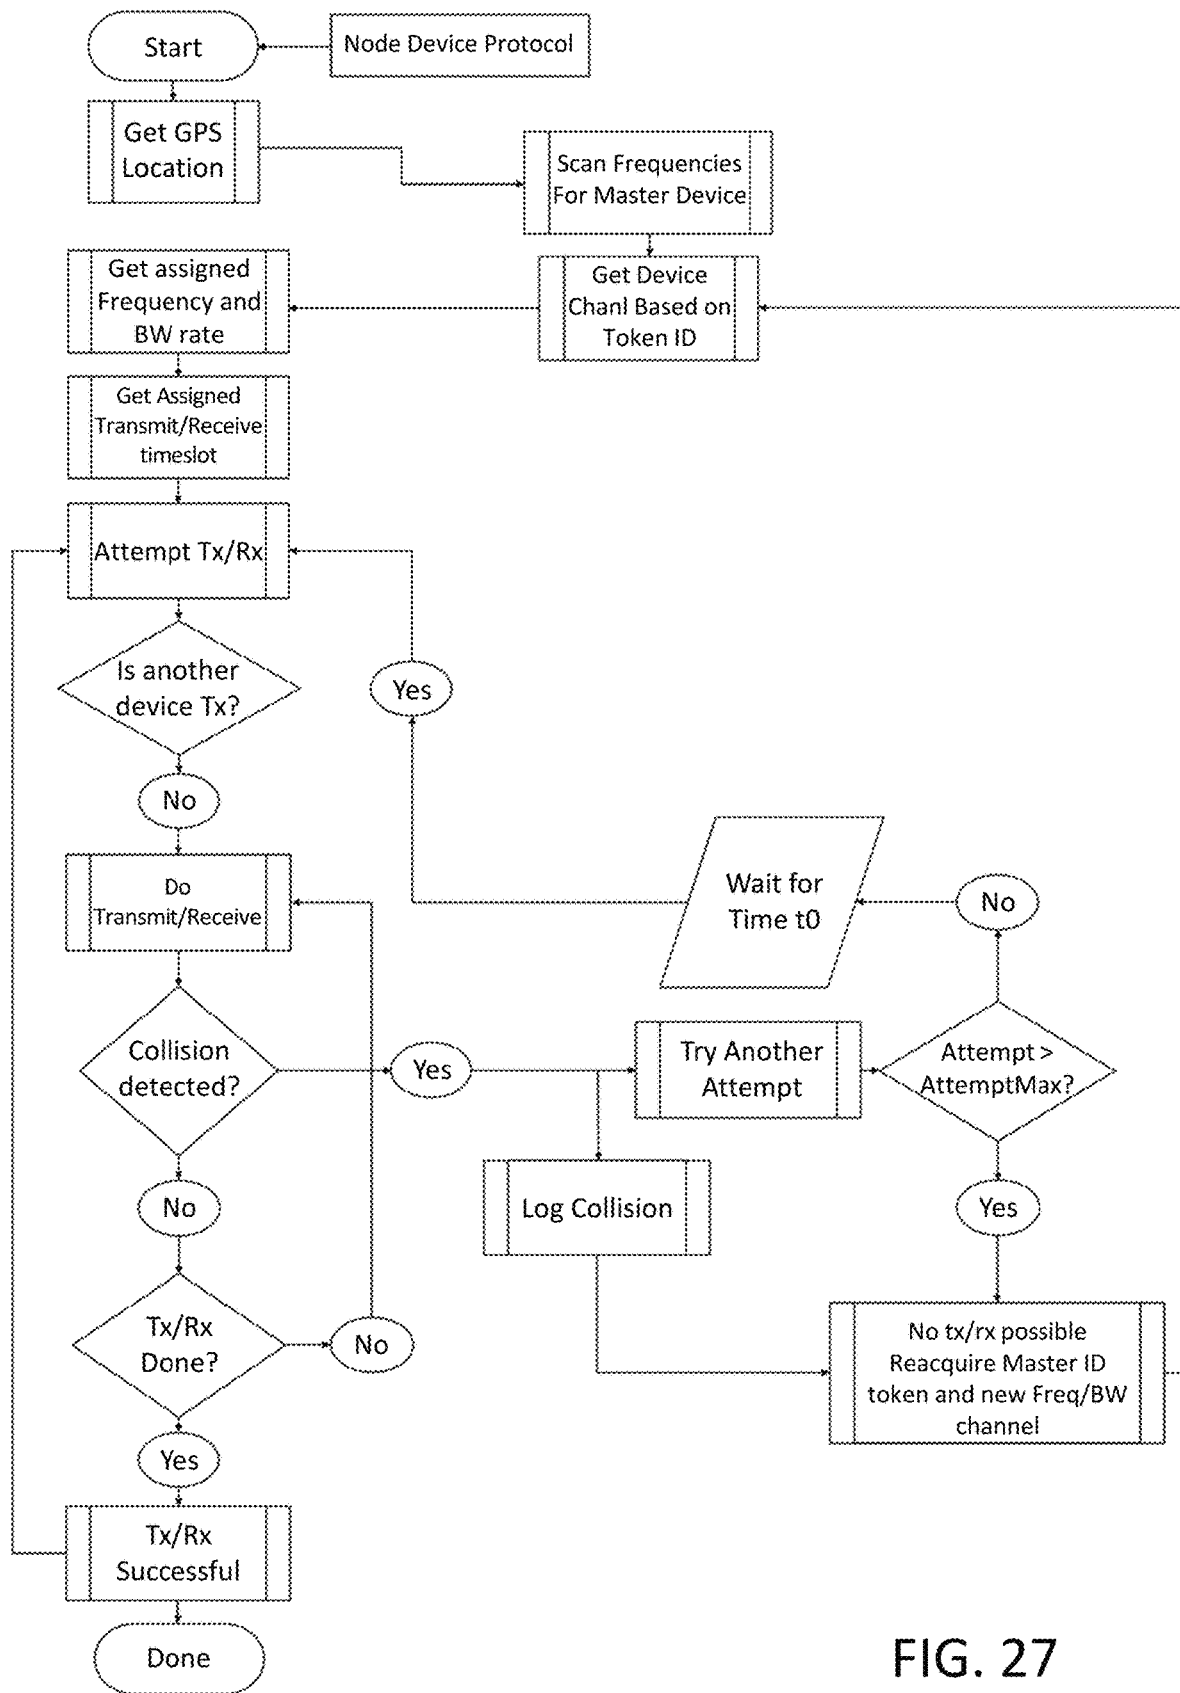 Start
Node Device Protocol
Get GPS
Location
Scan Frequencies
For Master Device
Get assigned
Frequency and
BW rate
Get Device
Chanl Based on
Token ID
Get Assigned
Transmit/Receive
timeslot
Attempt Tx/Rx
Is another
device Tx?
Yes
No
Do
Transmit/Receive
Wait for
Time t0
No
Collision
detected?
Yes
Try Another
Attempt
Attempt >
AttemptMax?
No
Log Collision
Yes
Tx/Rx
Done?
No
No tx/rx possible
Reacquire Master ID
token and new Freq/BW
channel
Yes
Tx/Rx
Successful
Done
FIG. 27